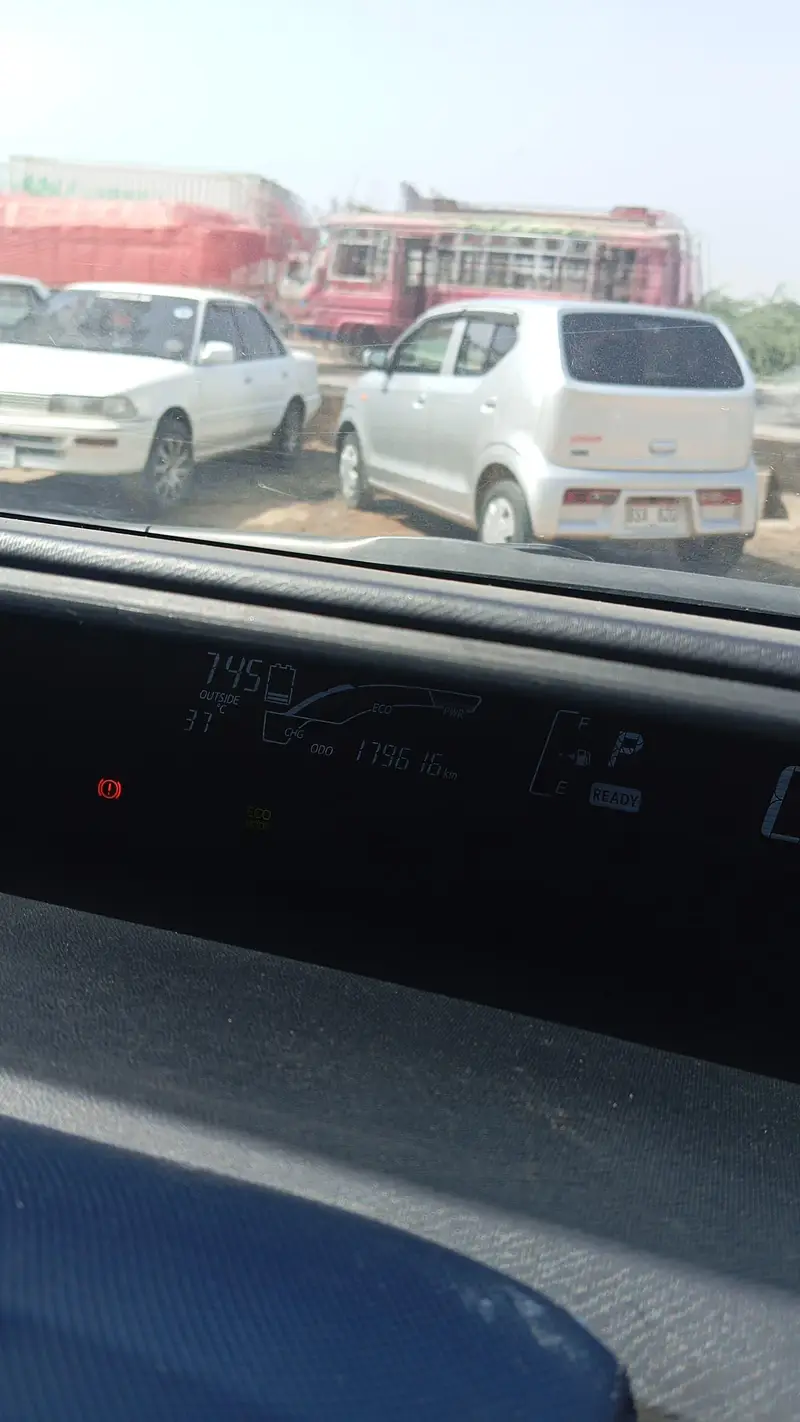 745
OUTSIDE
°C
37
ECO
PWR
CHG
ODO 179616 km
F
E
P
READY
ECO